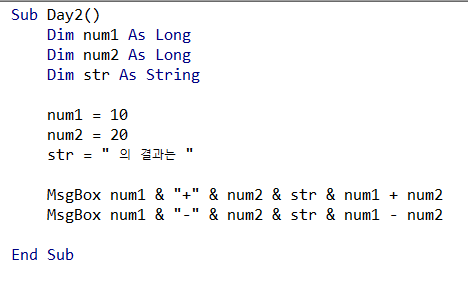 Sub Day2()
    Dim num1 As Long
    Dim num2 As Long
    Dim str As String
    num1 = 10
    num2 = 20
    str = " 의 결과는 "
    MsgBox num1 & "+" & num2 & str & num1 + num2
    MsgBox num1 & "-" & num2 & str & num1 - num2
End Sub